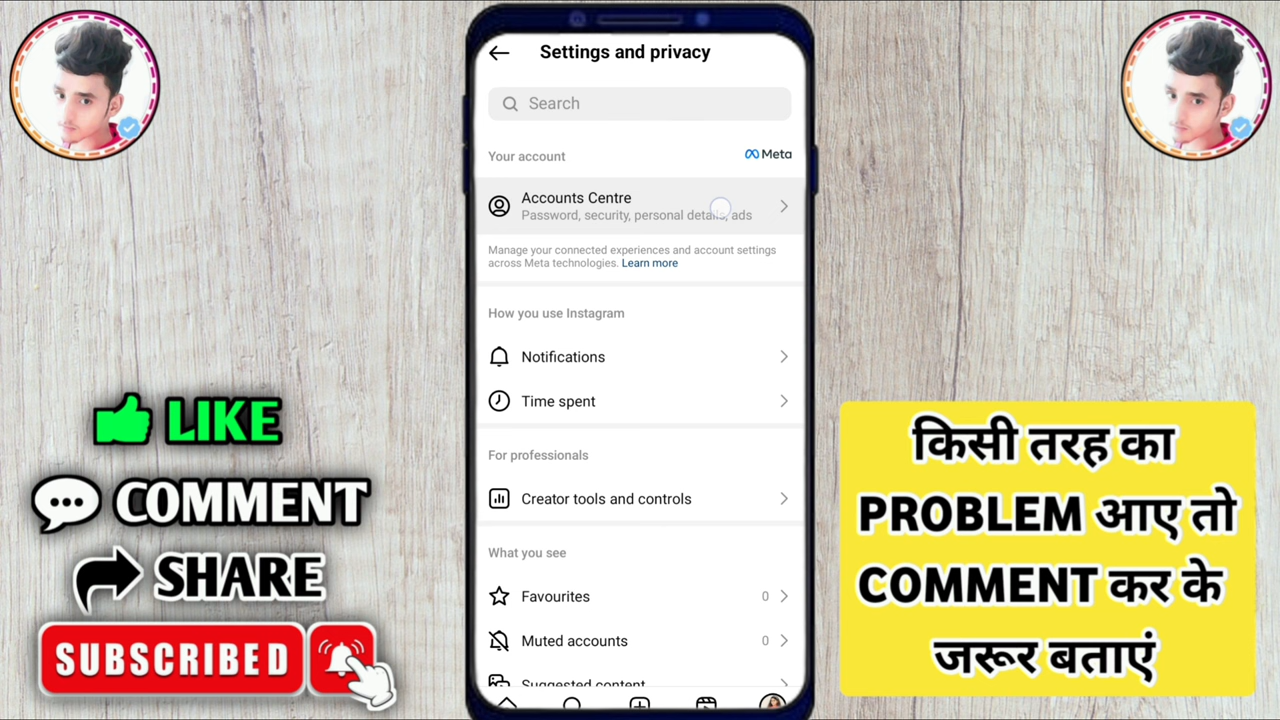 Settings and privacy
Search
Your account
Meta
Accounts Centre
Password, security, personal details, ads
Manage your connected experiences and account settings
across Meta technologies. Learn more
How you use Instagram
Notifications
Time spent
For professionals
Creator tools and controls
What you see
Favourites 0
Muted accounts 0
Suggested content
LIKE
COMMENT
SHARE
SUBSCRIBED
किसी तरह का
PROBLEM आए तो
COMMENT कर के
जरूर बताएं